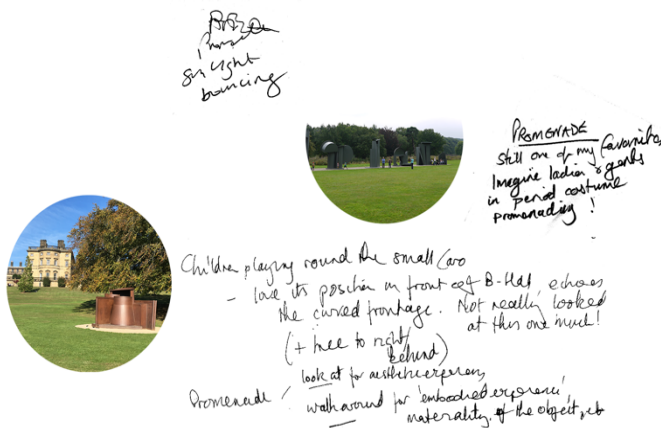 sunlight
bouncing
PROMENADE
still one of my favourites,
Imagine ladies & gents
in period costume
promenading!
Children playing round the small Caro
- love its position in front of B-Hall, echoes
the curved frontage. Not really looked
at this one much!
(+ tree to right/
behind)
look at for aesthetic experience,
Promenade:
walk around for 'embodied experience',
materiality of the object, etc